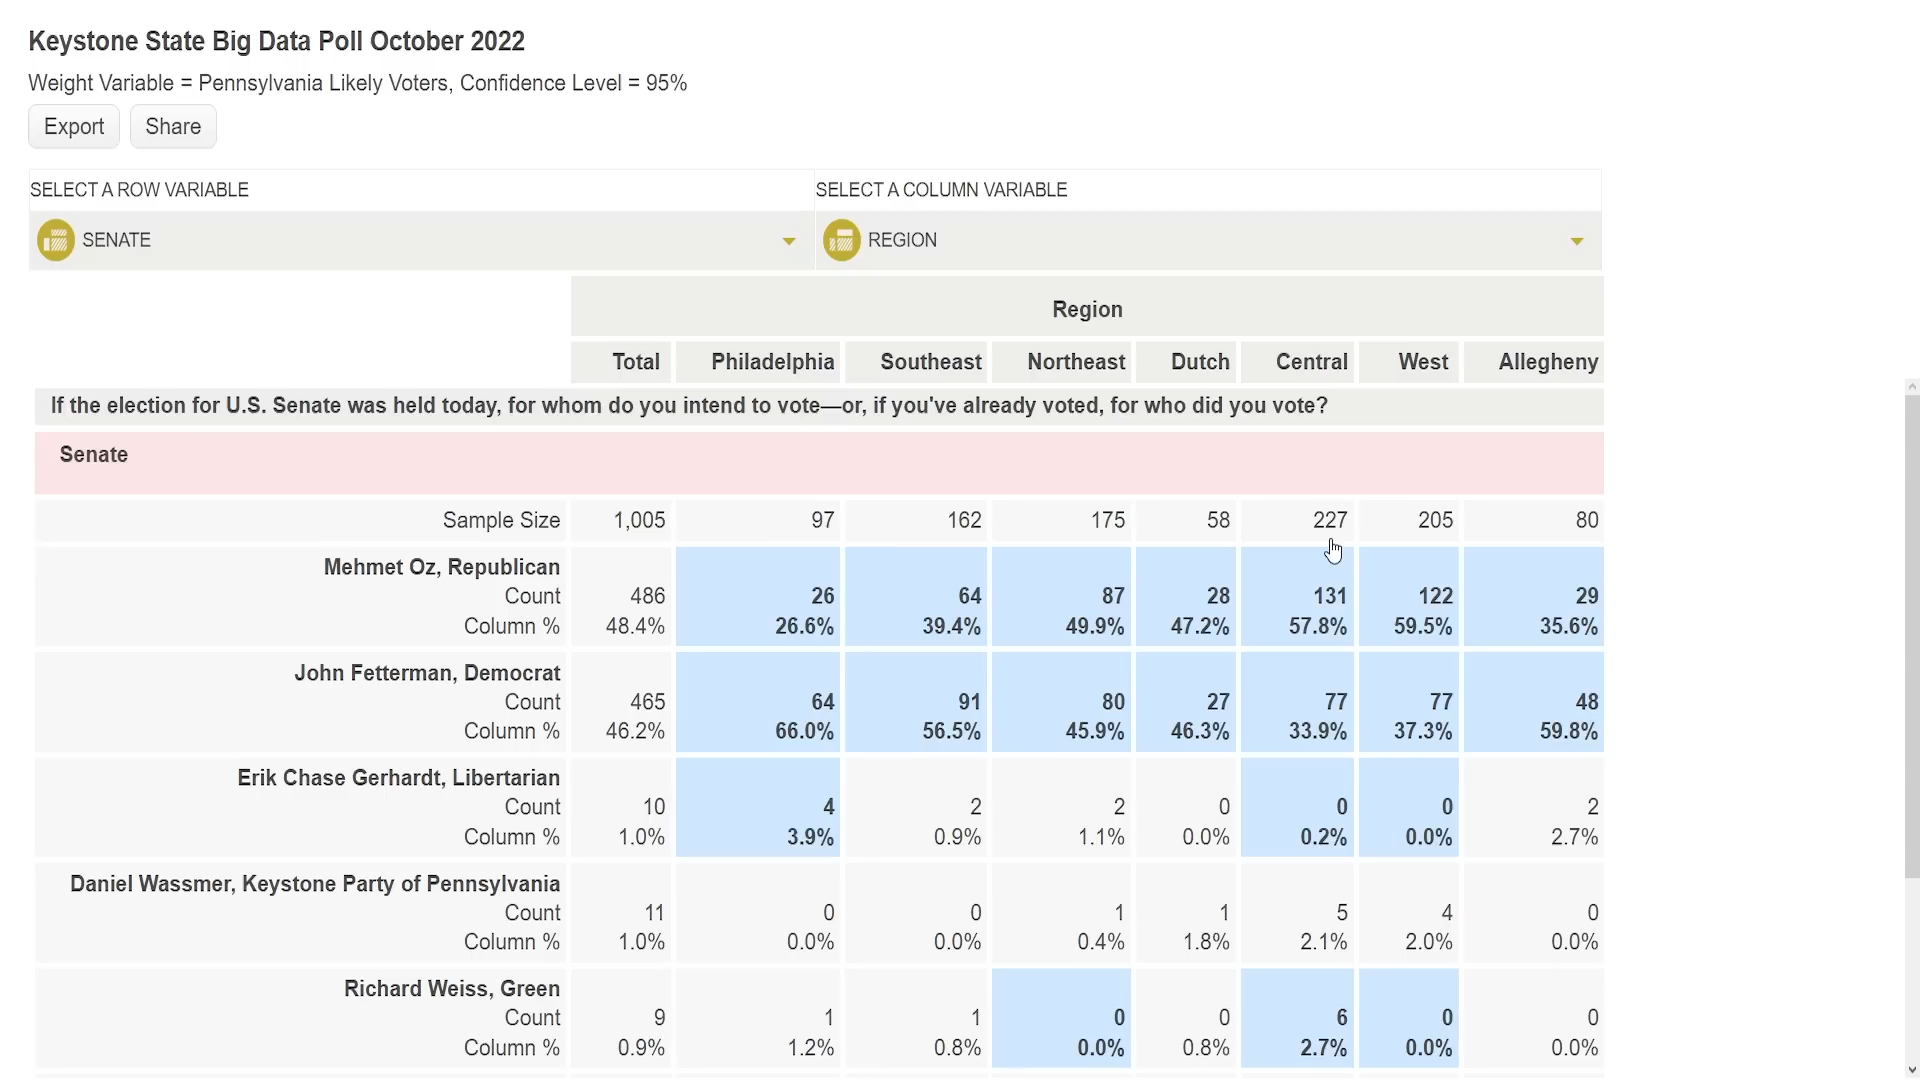 Keystone State Big Data Poll October 2022
Weight Variable = Pennsylvania Likely Voters, Confidence Level = 95%
Export Share
SELECT A ROW VARIABLE SELECT A COLUMN VARIABLE
SENATE REGION
Region
Total Philadelphia Southeast Northeast Dutch Central West Allegheny
If the election for U.S. Senate was held today, for whom do you intend to vote—or, if you've already voted, for who did you vote?
Senate
Sample Size 1,005 97 162 175 58 227 205 80
Mehmet Oz, Republican
Count 486 26 64 87 28 131 122 29
Column % 48.4% 26.6% 39.4% 49.9% 47.2% 57.8% 59.5% 35.6%
John Fetterman, Democrat
Count 465 64 91 80 27 77 77 48
Column % 46.2% 66.0% 56.5% 45.9% 46.3% 33.9% 37.3% 59.8%
Erik Chase Gerhardt, Libertarian
Count 10 4 2 2 0 0 0 2
Column % 1.0% 3.9% 0.9% 1.1% 0.0% 0.2% 0.0% 2.7%
Daniel Wassmer, Keystone Party of Pennsylvania
Count 11 0 0 1 1 5 4 0
Column % 1.0% 0.0% 0.0% 0.4% 1.8% 2.1% 2.0% 0.0%
Richard Weiss, Green
Count 9 1 1 0 0 6 0 0
Column % 0.9% 1.2% 0.8% 0.0% 0.8% 2.7% 0.0% 0.0%